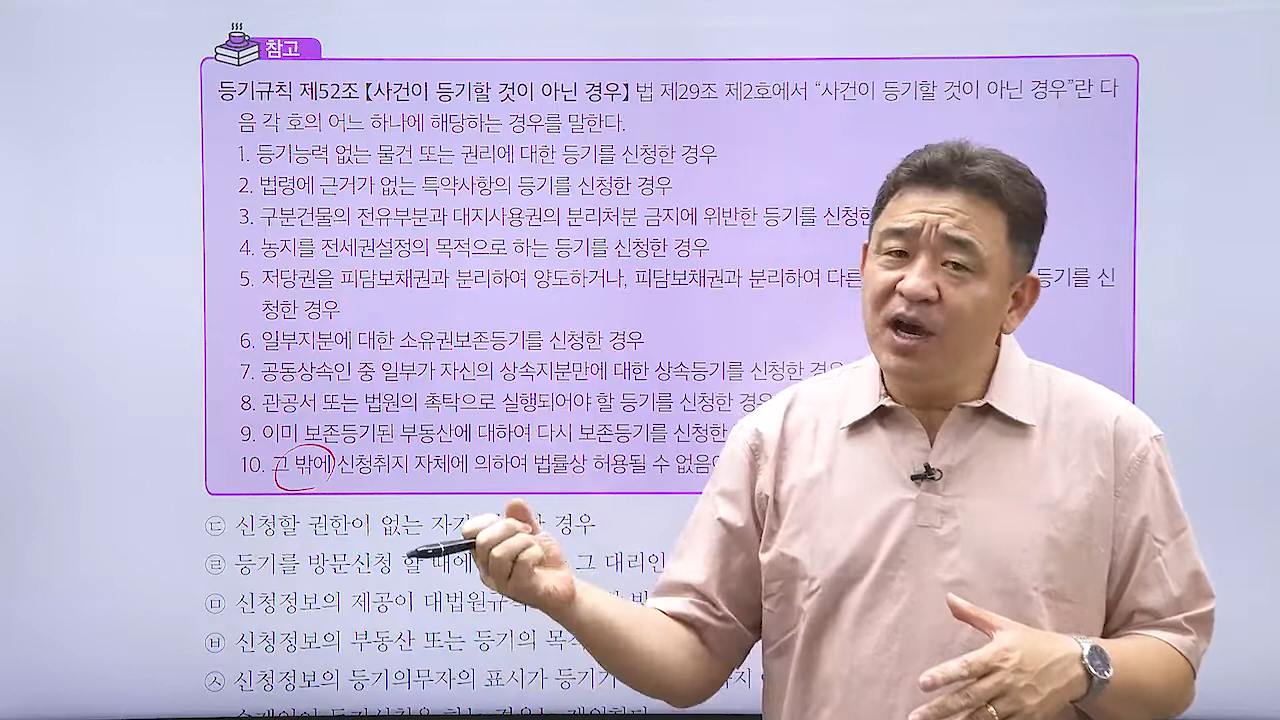 참고
등기규칙 제52조【사건이 등기할 것이 아닌 경우】 법 제29조 제2호에서 “사건이 등기할 것이 아닌 경우”란 다
음 각 호의 어느 하나에 해당하는 경우를 말한다.
1. 등기능력 없는 물건 또는 권리에 대한 등기를 신청한 경우
2. 법령에 근거가 없는 특약사항의 등기를 신청한 경우
3. 구분건물의 전유부분과 대지사용권의 분리처분 금지에 위반한 등기를 신청한
4. 농지를 전세권설정의 목적으로 하는 등기를 신청한 경우
5. 저당권을 피담보채권과 분리하여 양도하거나, 피담보채권과 분리하여 다른 등기를 신
청한 경우
6. 일부지분에 대한 소유권보존등기를 신청한 경우
7. 공동상속인 중 일부가 자신의 상속지분만에 대한 상속등기를 신청한 경우
8. 관공서 또는 법원의 촉탁으로 실행되어야 할 등기를 신청한 경우
9. 이미 보존등기된 부동산에 대하여 다시 보존등기를 신청한
10. 그 밖에 신청취지 자체에 의하여 법률상 허용될 수 없음
㉢ 신청할 권한이 없는 자가 경우
㉣ 등기를 방문신청 할 때에 그 대리인
㉤ 신청정보의 제공이 대법원규
㉥ 신청정보의 부동산 또는 등기의 목
㉦ 신청정보의 등기의무자의 표시가 등기